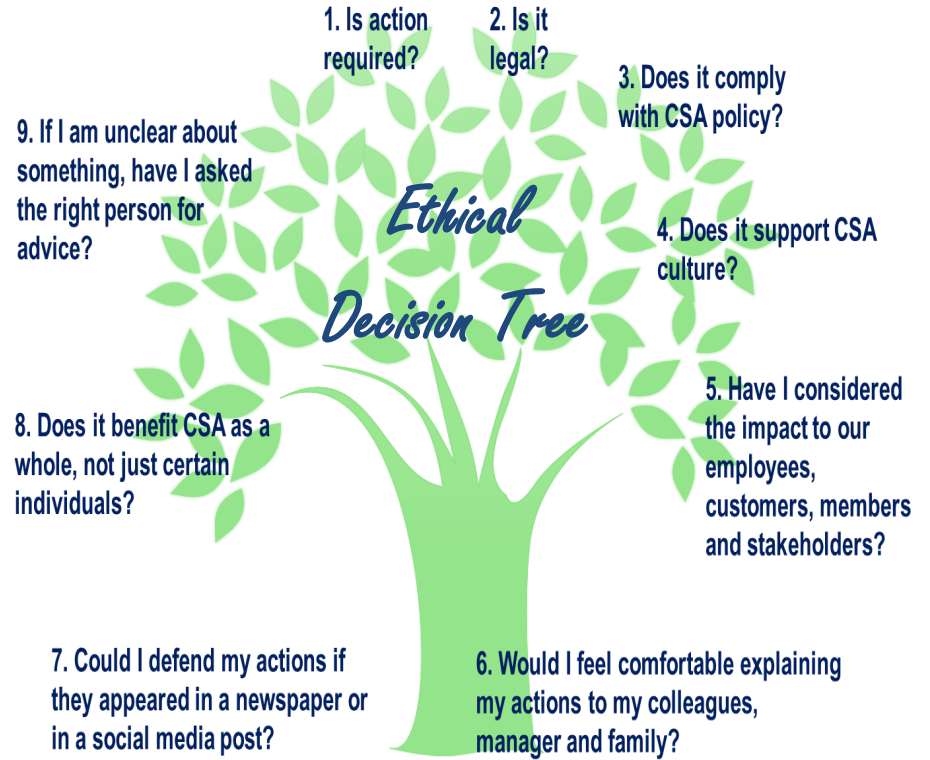 1. Is action
required?
2. Is it
legal?
3. Does it comply
with CSA policy?
9. If I am unclear about
something, have I asked
the right person for
advice?
Ethical
Decision Tree
4. Does it support CSA
culture?
5. Have I considered
the impact to our
employees,
customers, members
and stakeholders?
8. Does it benefit CSA as a
whole, not just certain
individuals?
7. Could I defend my actions if
they appeared in a newspaper or
in a social media post?
6. Would I feel comfortable explaining
my actions to my colleagues,
manager and family?